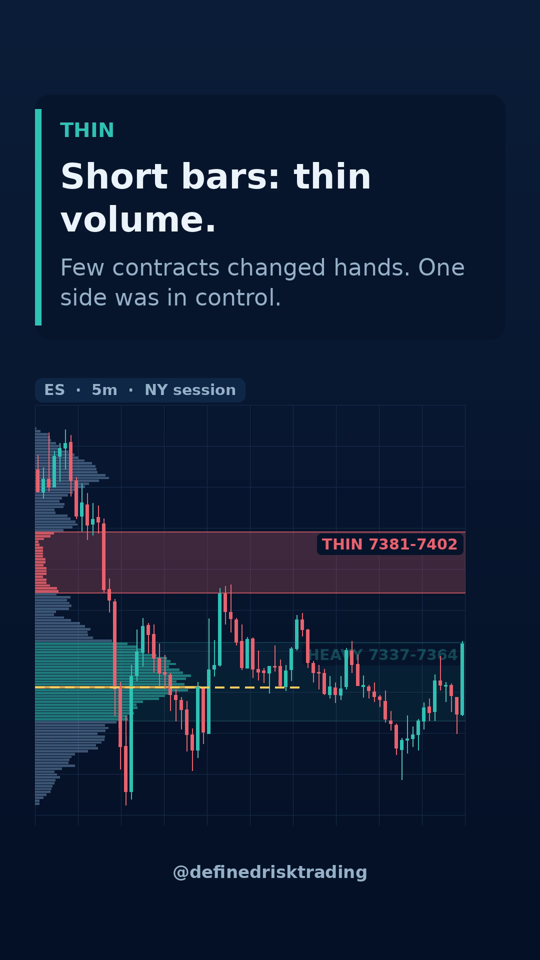 THIN
Short bars: thin
volume.
Few contracts changed hands. One
side was in control.
ES · 5m · NY session
THIN 7381-7402
HEAVY 7337-7364
@definedrisktrading